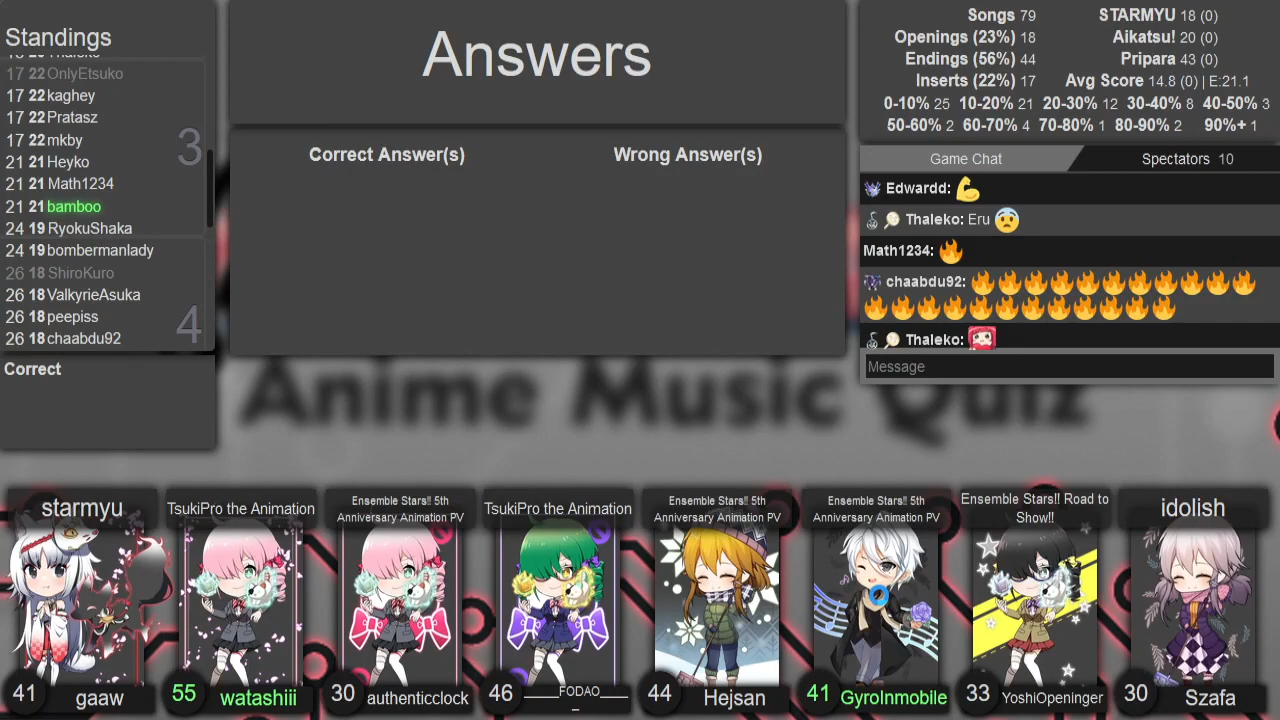 Standings
17 22 OnlyEtsuko
17 22 kaghey
17 22 Pratasz
17 22 mkby
3
21 21 Heyko
21 21 Math1234
21 21 bamboo
24 19 RyokuShaka
24 19 bombermanlady
26 18 ShiroKuro
26 18 ValkyrieAsuka
26 18 peepiss
4
26 18 chaabdu92
Correct
Answers
Correct Answer(s) Wrong Answer(s)
Songs 79 STARMYU 18 (0)
Openings (23%) 18 Aikatsu! 20 (0)
Endings (56%) 44 Pripara 43 (0)
Inserts (22%) 17 Avg Score 14.8 (0) | E:21.1
0-10% 25 10-20% 21 20-30% 12 30-40% 8 40-50% 3
50-60% 2 60-70% 4 70-80% 1 80-90% 2 90%+ 1
Game Chat Spectators 10
Edwardd: 💪
Thaleko: Eru 😨
Math1234: 🔥
chaabdu92: 🔥🔥🔥🔥🔥🔥🔥🔥🔥🔥🔥
🔥🔥🔥🔥🔥🔥🔥🔥🔥🔥🔥🔥
Thaleko:
Message
Anime Music Quiz
starmyu
41 gaaw
TsukiPro the Animation
55 watashiii
Ensemble Stars!! 5th
Anniversary Animation PV
30 authenticclock
TsukiPro the Animation
46 _____FODAO_____
_
Ensemble Stars!! 5th
Anniversary Animation PV
44 Hejsan
Ensemble Stars!! 5th
Anniversary Animation PV
41 GyroInmobile
Ensemble Stars!! Road to
Show!!
33 YoshiOpeninger
idolish
30 Szafa